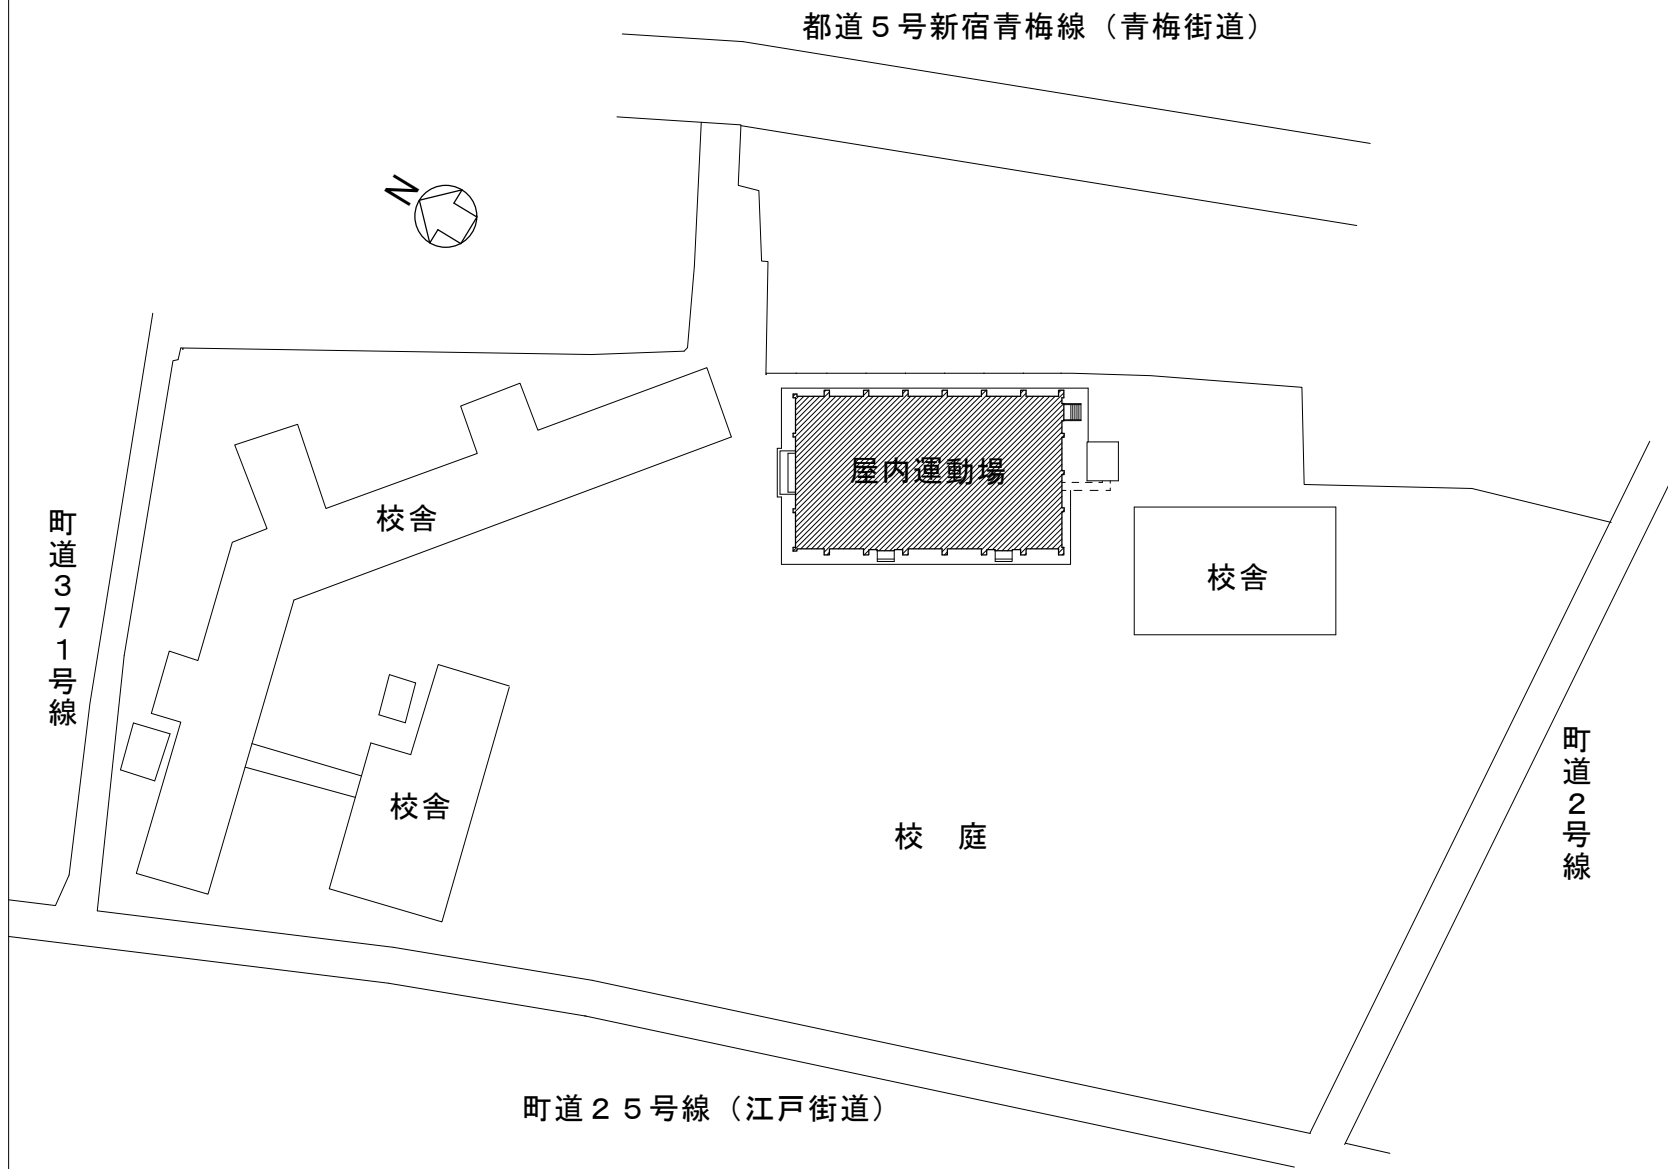 都道５号新宿青梅線（青梅街道）
N
屋内運動場
校舎
町道３７１号線
校舎
町道２号線
校舎
校　庭
町道２５号線（江戸街道）